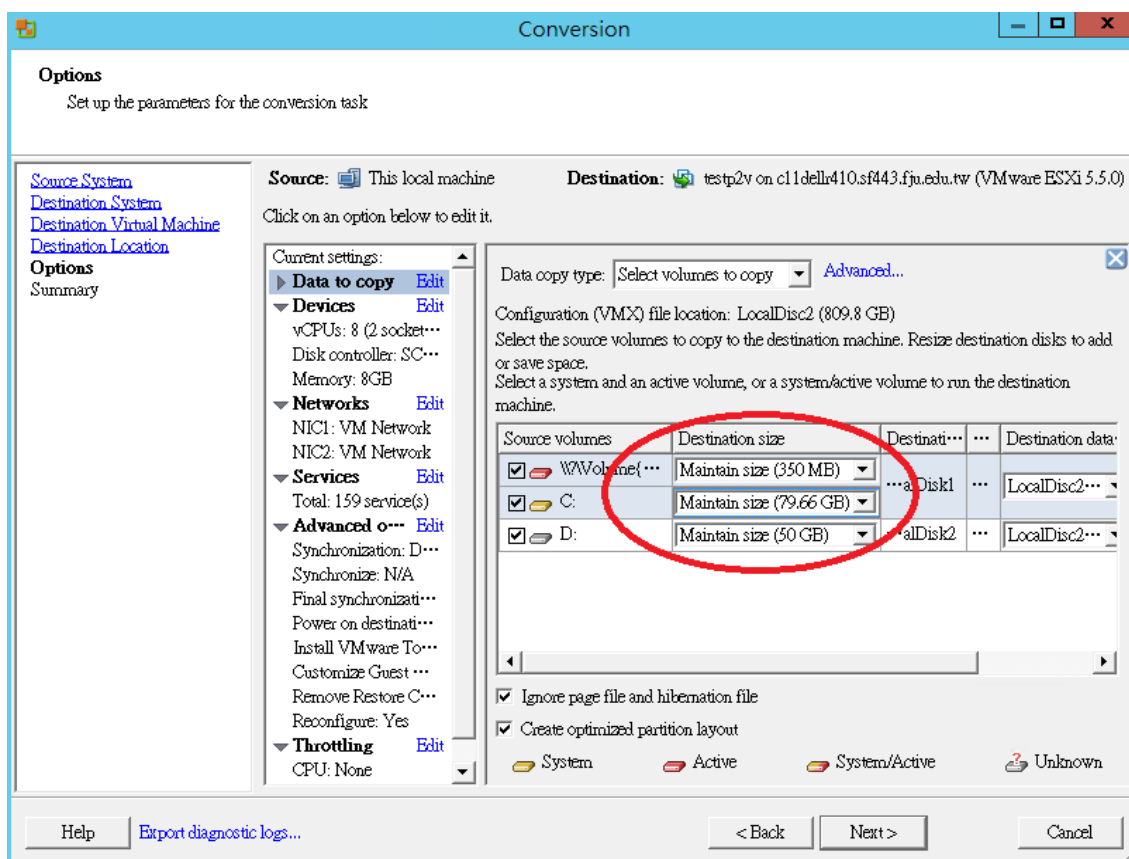 Conversion
Options
Set up the parameters for the conversion task
Source System
Destination System
Destination Virtual Machine
Destination Location
Options
Summary
Source: This local machine Destination: testp2v on c11dellr410.sf443.fju.edu.tw (VMware ESXi 5.5.0)
Click on an option below to edit it.
Current settings:
Data to copy Edit
Devices Edit
vCPUs: 8 (2 socket…
Disk controller: SC…
Memory: 8GB
Networks Edit
NIC1: VM Network
NIC2: VM Network
Services Edit
Total: 159 service(s)
Advanced o… Edit
Synchronization: D…
Synchronize: N/A
Final synchronizati…
Power on destinati…
Install VMware To…
Customize Guest …
Remove Restore C…
Reconfigure: Yes
Throttling Edit
CPU: None
Data copy type: Select volumes to copy Advanced...
Configuration (VMX) file location: LocalDisc2 (809.8 GB)
Select the source volumes to copy to the destination machine. Resize destination disks to add
or save space.
Select a system and an active volume, or a system/active volume to run the destination
machine.
Source volumes Destination size Destinati… … Destination data
\\?\Volume{… Maintain size (350 MB)
…alDisk1 … LocalDisc2…
C: Maintain size (79.66 GB)
D: Maintain size (50 GB) …alDisk2 … LocalDisc2…
Ignore page file and hibernation file
Create optimized partition layout
System Active System/Active Unknown
Help Export diagnostic logs... < Back Next > Cancel